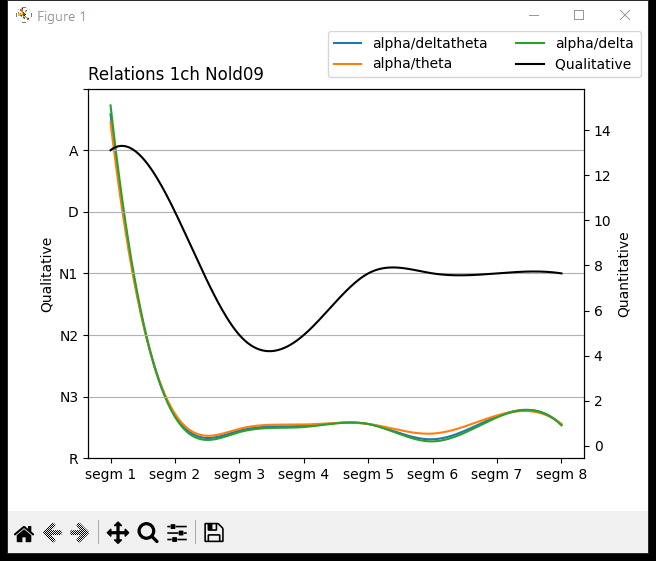 Figure 1
alpha/deltatheta
alpha/theta
alpha/delta
Qualitative
Relations 1ch Nold09
Qualitative
A
D
N1
N2
N3
R
14
12
10
8
6
4
2
0
Quantitative
segm 1 segm 2 segm 3 segm 4 segm 5 segm 6 segm 7 segm 8